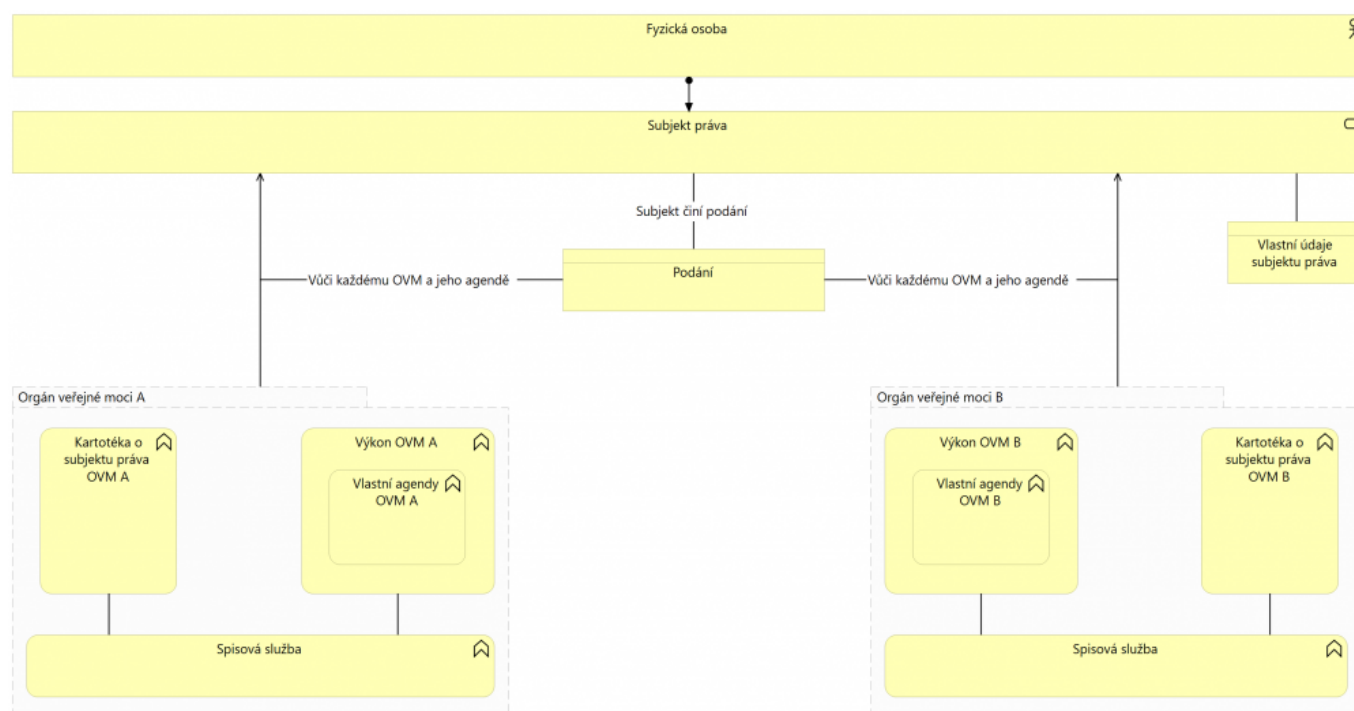 Fyzická osoba
Subjekt práva
Subjekt činí podání
Vlastní údaje
subjektu práva
Podání
Vůči každému OVM a jeho agendě
Vůči každému OVM a jeho agendě
Orgán veřejné moci A
Orgán veřejné moci B
Kartotéka o
subjektu práva
OVM A
Výkon OVM A
Vlastní agendy
OVM A
Výkon OVM B
Vlastní agendy
OVM B
Kartotéka o
subjektu práva
OVM B
Spisová služba
Spisová služba